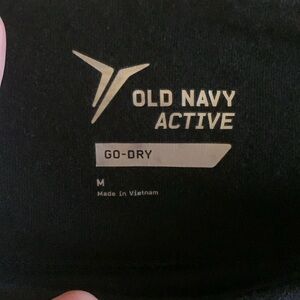 OLD NAVY
ACTIVE
GO-DRY
M
Made in Vietnam